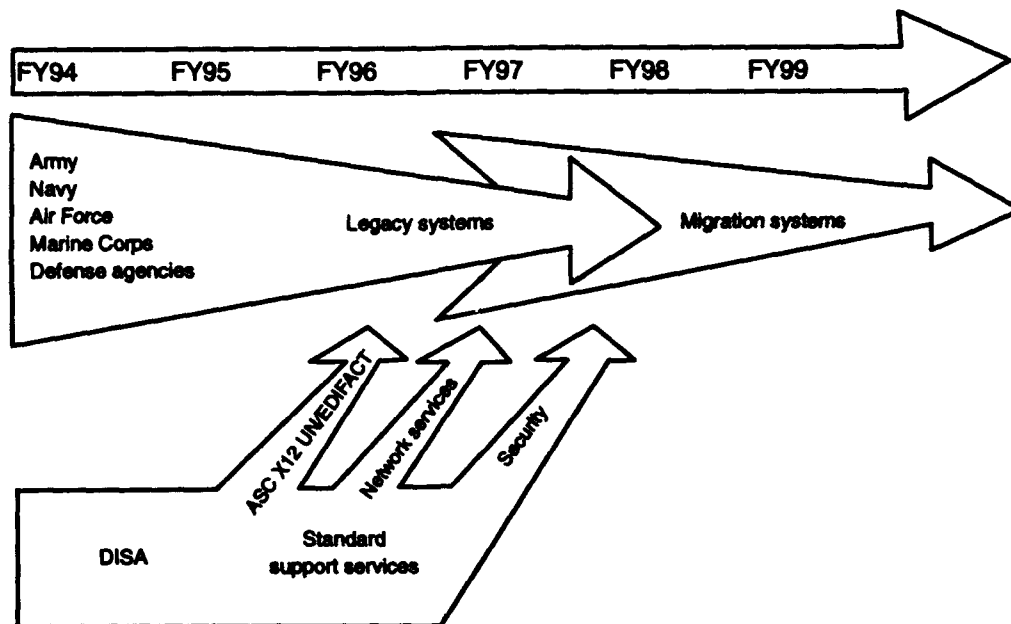 FY94 FY95 FY96 FY97 FY98 FY99
Army
Navy
Air Force
Marine Corps
Defense agencies
Legacy systems
Migration systems
ASC X12 UN/EDIFACT
Network services
Security
DISA
Standard
support services